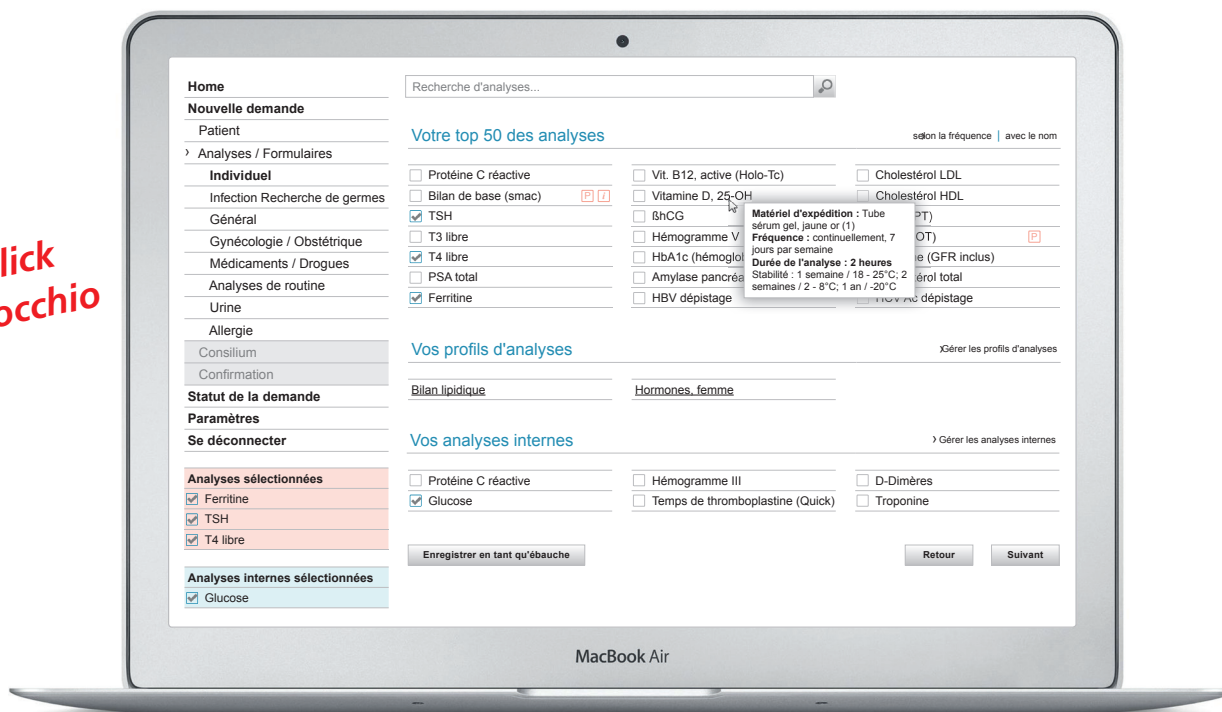 Home
Nouvelle demande
Patient
› Analyses / Formulaires
Individuel
Infection Recherche de germes
Général
Gynécologie / Obstétrique
Médicaments / Drogues
Analyses de routine
Urine
Allergie
Consilium
Confirmation
Statut de la demande
Paramètres
Se déconnecter
Analyses sélectionnées
Ferritine
TSH
T4 libre
Analyses internes sélectionnées
Glucose
Recherche d'analyses...
Votre top 50 des analyses
selon la fréquence | avec le nom
Protéine C réactive
Bilan de base (smac) P i
TSH
T3 libre
T4 libre
PSA total
Ferritine
Vit. B12, active (Holo-Tc)
Vitamine D, 25-OH
ßhCG
Hémogramme V
HbA1c (hémoglo
Amylase pancréa
HBV dépistage
Cholestérol LDL
Cholestérol HDL
PT)
OT) P
(GFR inclus)
total
dépistage
Matériel d'expédition : Tube
sérum gel, jaune or (1)
Fréquence : continuellement, 7
jours par semaine
Durée de l'analyse : 2 heures
Stabilité : 1 semaine / 18 - 25°C; 2
semaines / 2 - 8°C; 1 an / -20°C
Vos profils d'analyses
› Gérer les profils d'analyses
Bilan lipidique
Hormones, femme
Vos analyses internes
› Gérer les analyses internes
Protéine C réactive
Glucose
Hémogramme III
Temps de thromboplastine (Quick)
D-Dimères
Troponine
Enregistrer en tant qu'ébauche
Retour
Suivant
MacBook Air
lick
occhio